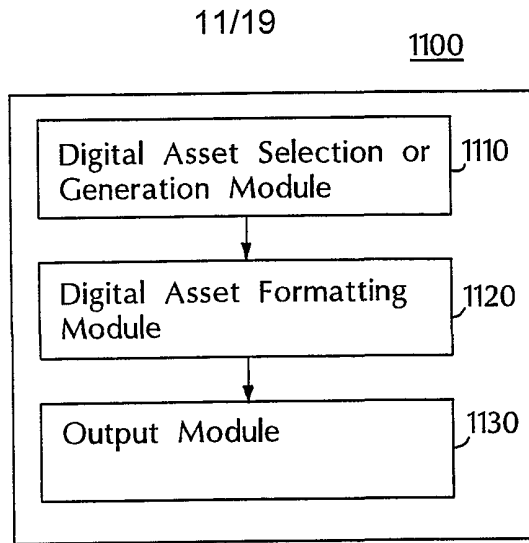 11/19
1100
Digital Asset Selection or
Generation Module
1110
Digital Asset Formatting
Module
1120
Output Module
1130